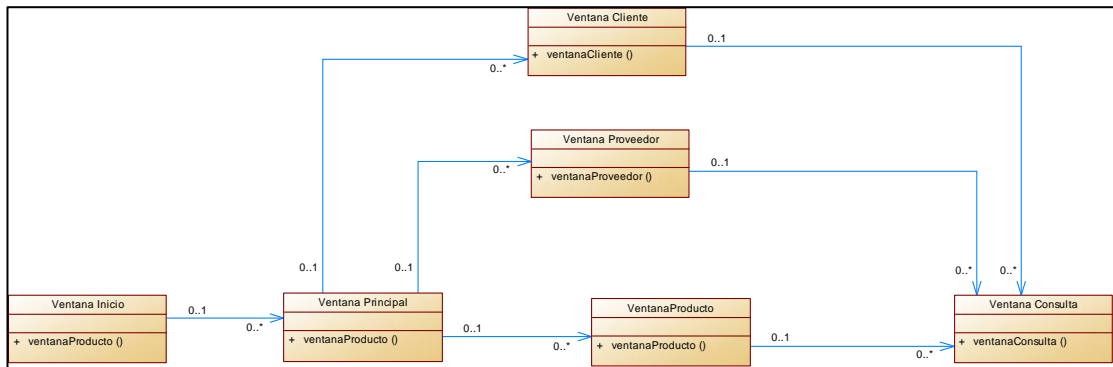 Ventana Cliente
+ ventanaCliente ()
0..1
0..*
Ventana Proveedor
+ ventanaProveedor ()
0..1
0..*
0..1
0..1
0..*
0..*
Ventana Inicio
+ ventanaProducto ()
0..1
0..*
Ventana Principal
+ ventanaProducto ()
0..1
0..*
VentanaProducto
+ ventanaProducto ()
0..1
0..*
Ventana Consulta
+ ventanaConsulta ()